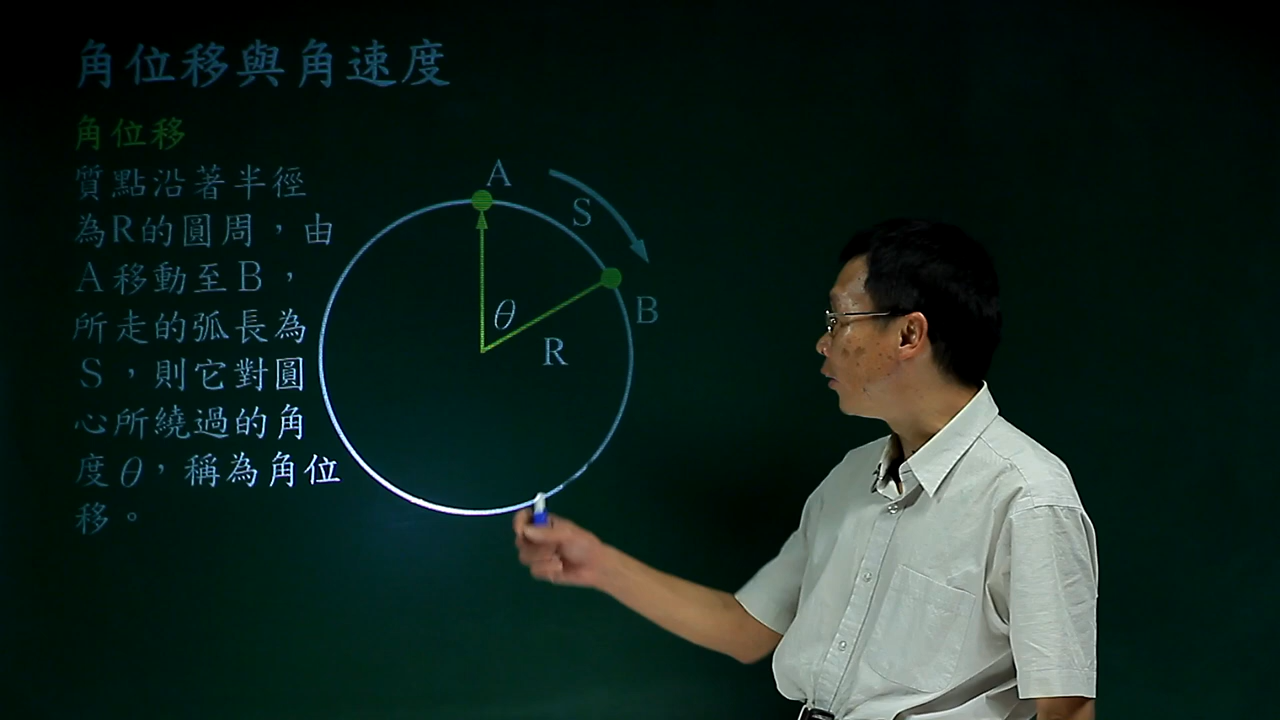 角位移與角速度
角位移
質點沿著半徑
為R的圓周，由
A移動至B，
所走的弧長為
S，則它對圓
心所繞過的角
度θ，稱為角位
移。
A
S
B
θ
R